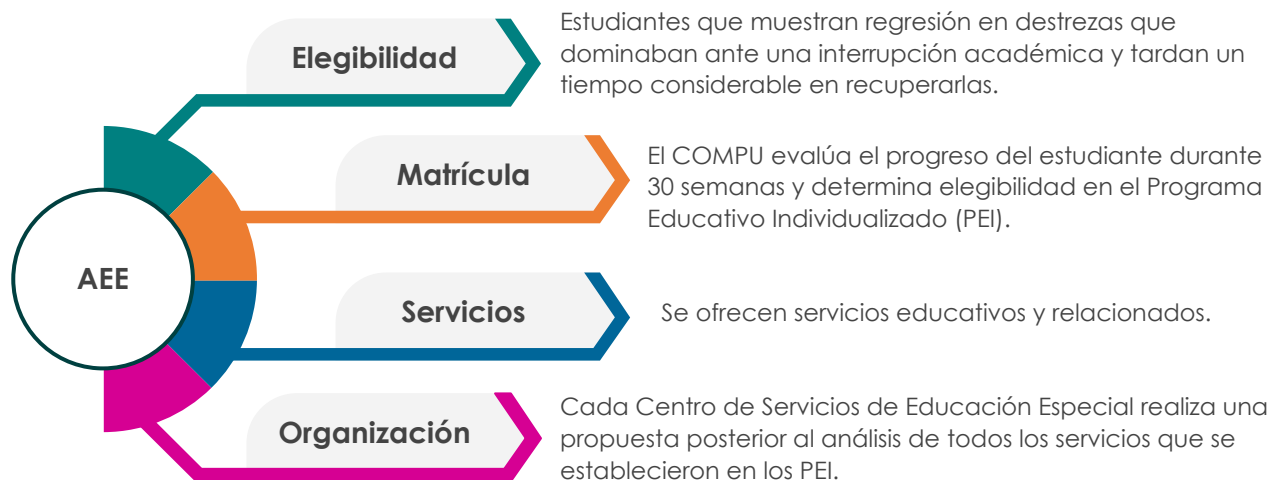 Elegibilidad
Estudiantes que muestran regresión en destrezas que
dominaban ante una interrupción académica y tardan un
tiempo considerable en recuperarlas.
Matrícula
El COMPU evalúa el progreso del estudiante durante
30 semanas y determina elegibilidad en el Programa
Educativo Individualizado (PEI).
AEE
Servicios
Se ofrecen servicios educativos y relacionados.
Organización
Cada Centro de Servicios de Educación Especial realiza una
propuesta posterior al análisis de todos los servicios que se
establecieron en los PEI.